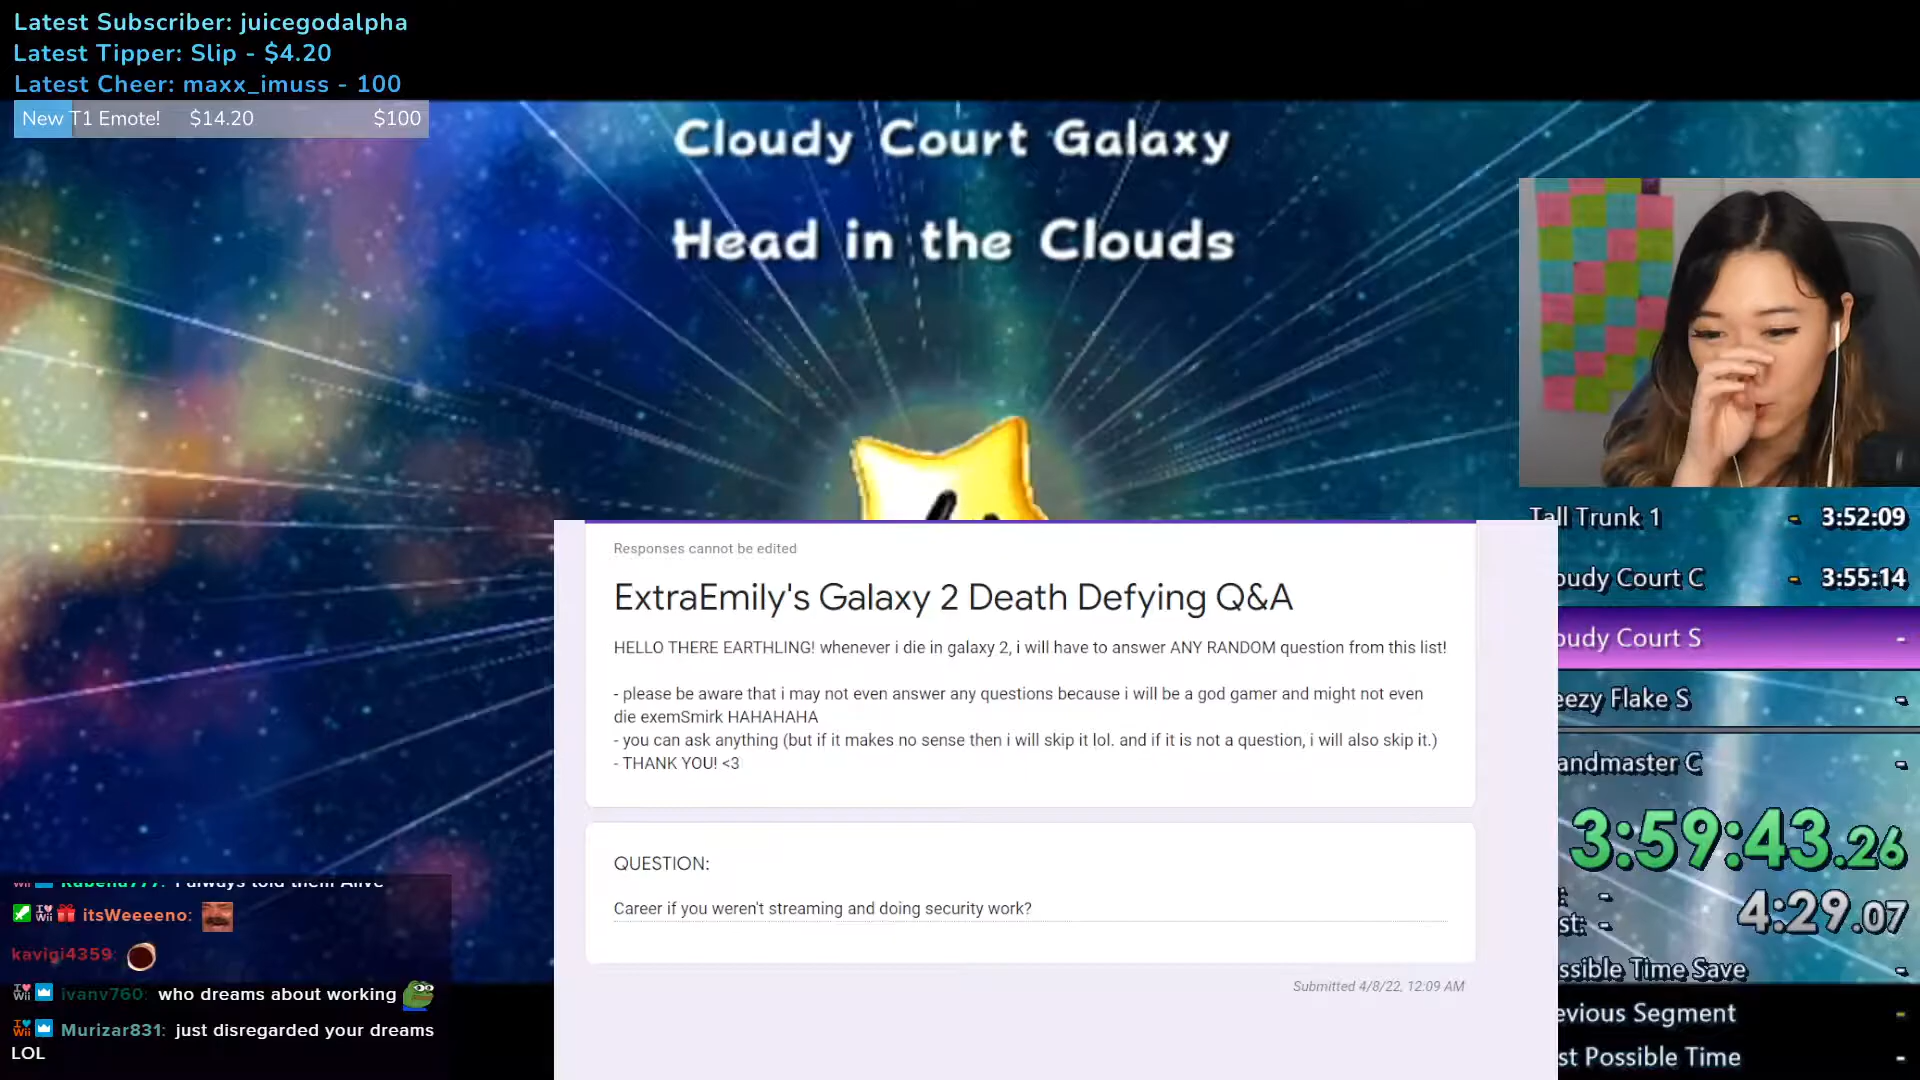 Latest Subscriber: juicegodalpha
Latest Tipper: Slip - $4.20
Latest Cheer: maxx_imuss - 100
New T1 Emote! $14.20 $100
Cloudy Court Galaxy
Head in the Clouds
Tall Trunk 1 - 3:52:09
oudy Court C - 3:55:14
oudy Court S -
eezy Flake S -
andmaster C -
3:59:43.26
4:29.07
st: -
ssible Time Save -
evious Segment -
st Possible Time -
Responses cannot be edited
ExtraEmily's Galaxy 2 Death Defying Q&A
HELLO THERE EARTHLING! whenever i die in galaxy 2, i will have to answer ANY RANDOM question from this list!
- please be aware that i may not even answer any questions because i will be a god gamer and might not even
die exemSmirk HAHAHAHA
- you can ask anything (but if it makes no sense then i will skip it lol. and if it is not a question, i will also skip it.)
- THANK YOU! <3
QUESTION:
Career if you weren't streaming and doing security work?
Submitted 4/8/22, 12:09 AM
I always told them Alive
itsWeeeeno:
kavigi4359:
ivanv760: who dreams about working
Murizar831: just disregarded your dreams
LOL